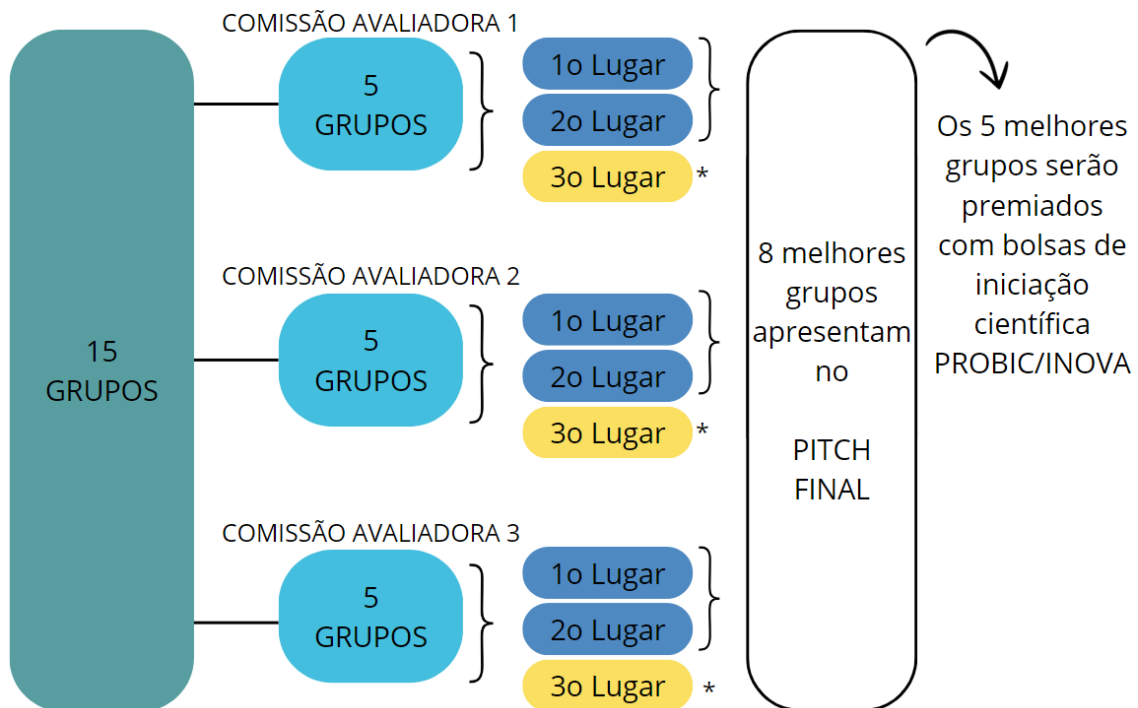 15
GRUPOS
COMISSÃO AVALIADORA 1
5
GRUPOS
1o Lugar
2o Lugar
3o Lugar *
COMISSÃO AVALIADORA 2
5
GRUPOS
1o Lugar
2o Lugar
3o Lugar *
COMISSÃO AVALIADORA 3
5
GRUPOS
1o Lugar
2o Lugar
3o Lugar *
8 melhores
grupos
apresentam
no
PITCH
FINAL
Os 5 melhores
grupos serão
premiados
com bolsas de
iniciação
científica
PROBIC/INOVA